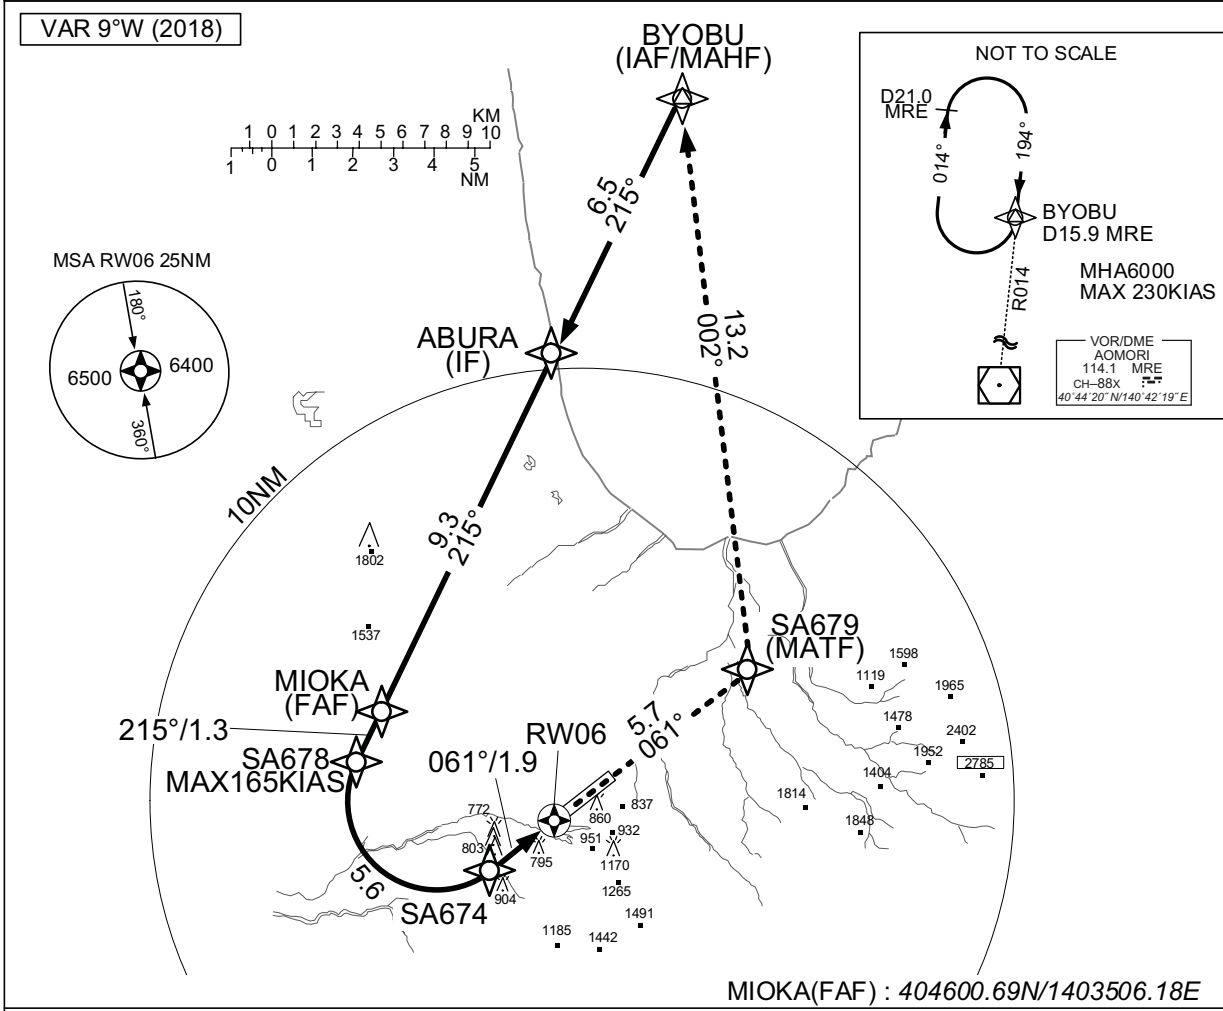 VAR 9°W (2018)
BYOBU
(IAF/MAHF)
NOT TO SCALE
D21.0
MRE
014°
194°
BYOBU
D15.9 MRE
R014
MHA6000
MAX 230KIAS
VOR/DME
AOMORI
114.1 MRE
CH–88X
40°44'20"N/140°42'19"E
KM
1 0 1 2 3 4 5 6 7 8 9 10
1 0 1 2 3 4 5
NM
6.5
215°
MSA RW06 25NM
180°
6500
6400
360°
ABURA
(IF)
13.2
002°
10NM
9.3
215°
1802
1537
MIOKA
(FAF)
215°/1.3
SA678
MAX165KIAS
SA679
(MATF)
5.7
061°
RW06
061°/1.9
5.6
SA674
772
803
904
795
860
837
951
932
1170
1265
1491
1185
1442
1598
1119
1965
1478
2402
1952
2785
1404
1814
1848
MIOKA(FAF) : 404600.69N/1403506.18E